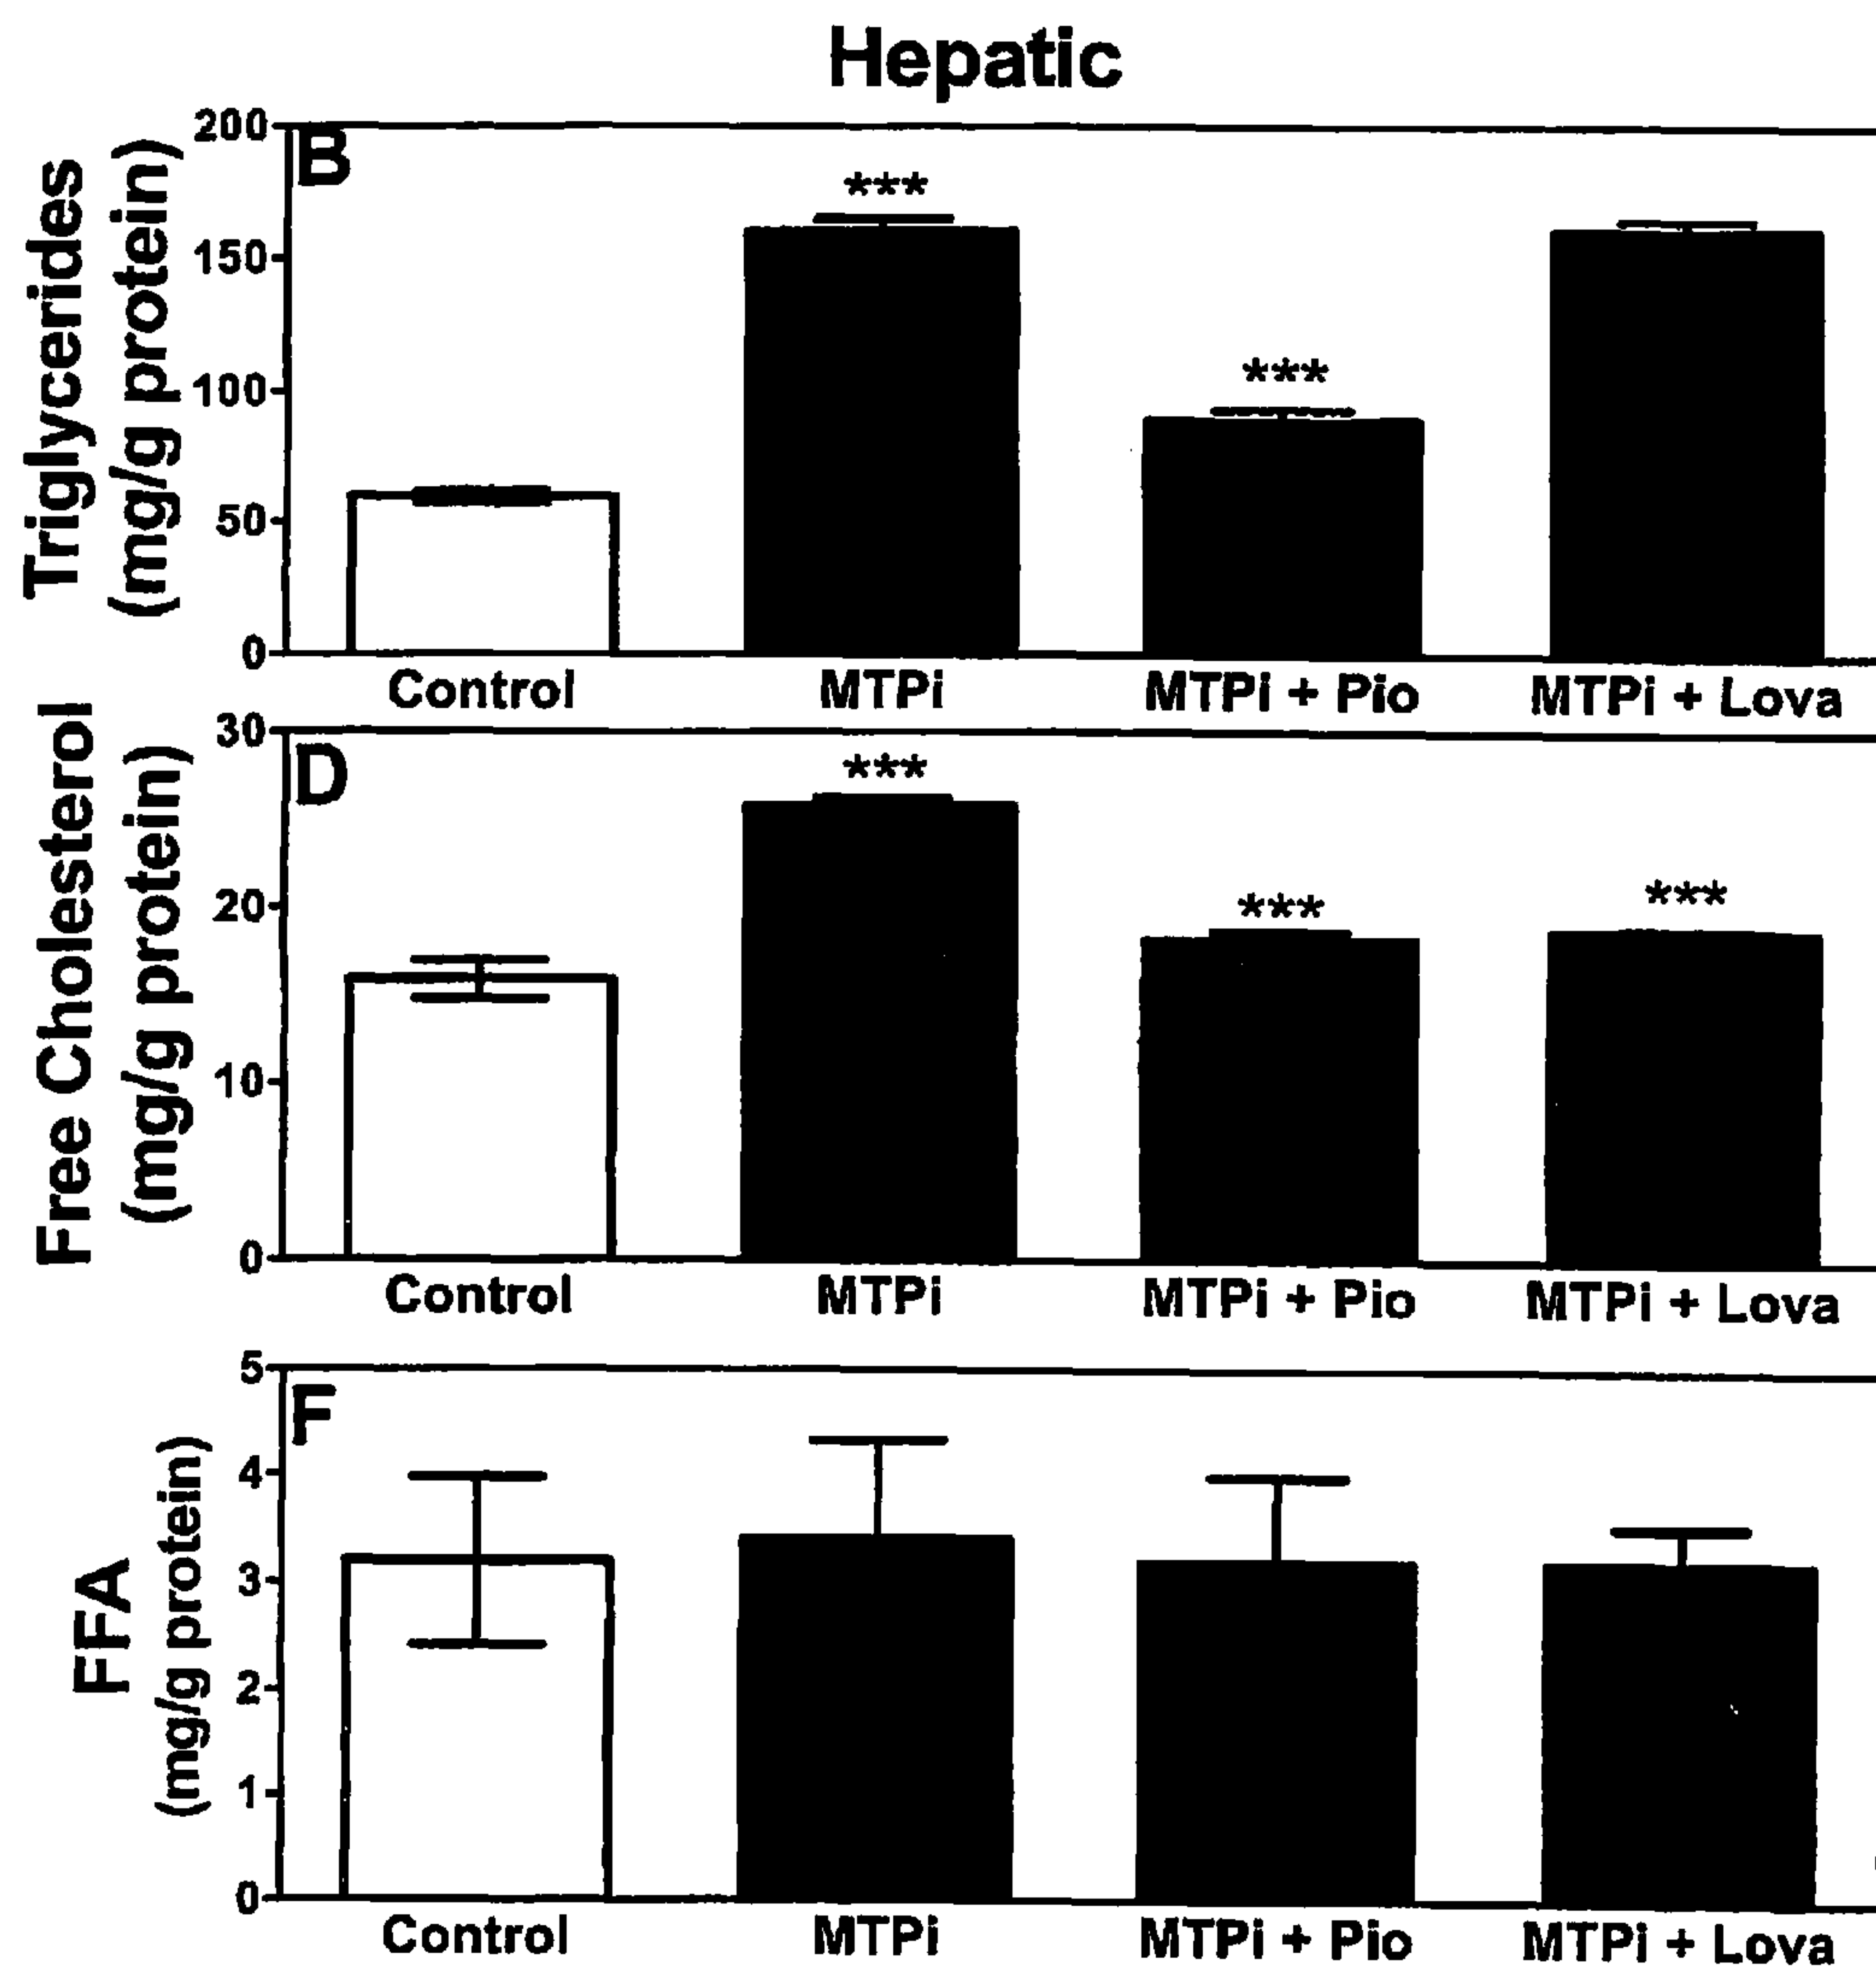 Hepatic
Triglycerides
(mg/g protein)
200
150
100
50
0
B
***
***
Control
MTPi
MTPi + Pio
MTPi + Lova
Free Cholesterol
(mg/g protein)
30
20
10
0
D
***
***
***
Control
MTPi
MTPi + Pio
MTPi + Lova
FFA
(mg/g protein)
5
4
3
2
1
0
F
Control
MTPi
MTPi + Pio
MTPi + Lova